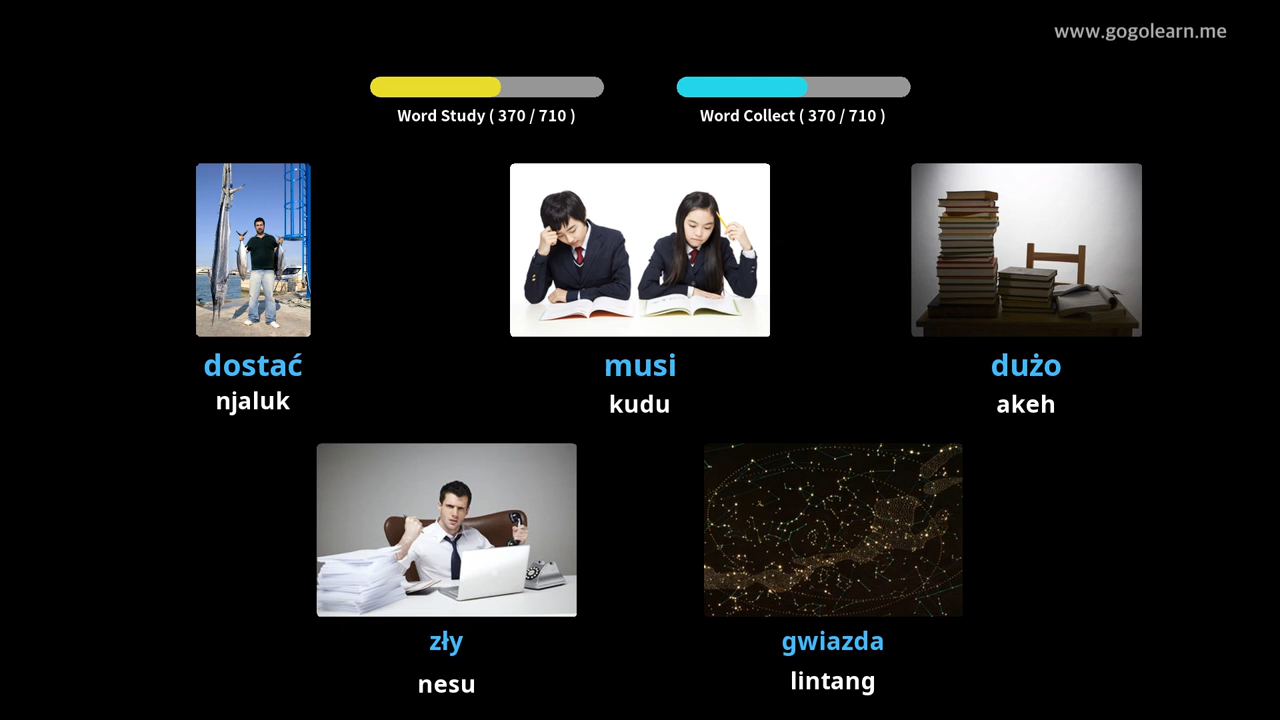 www.gogolearn.me
Word Study ( 370 / 710 )
Word Collect ( 370 / 710 )
dostać
njaluk
musi
kudu
dużo
akeh
zły
nesu
gwiazda
lintang